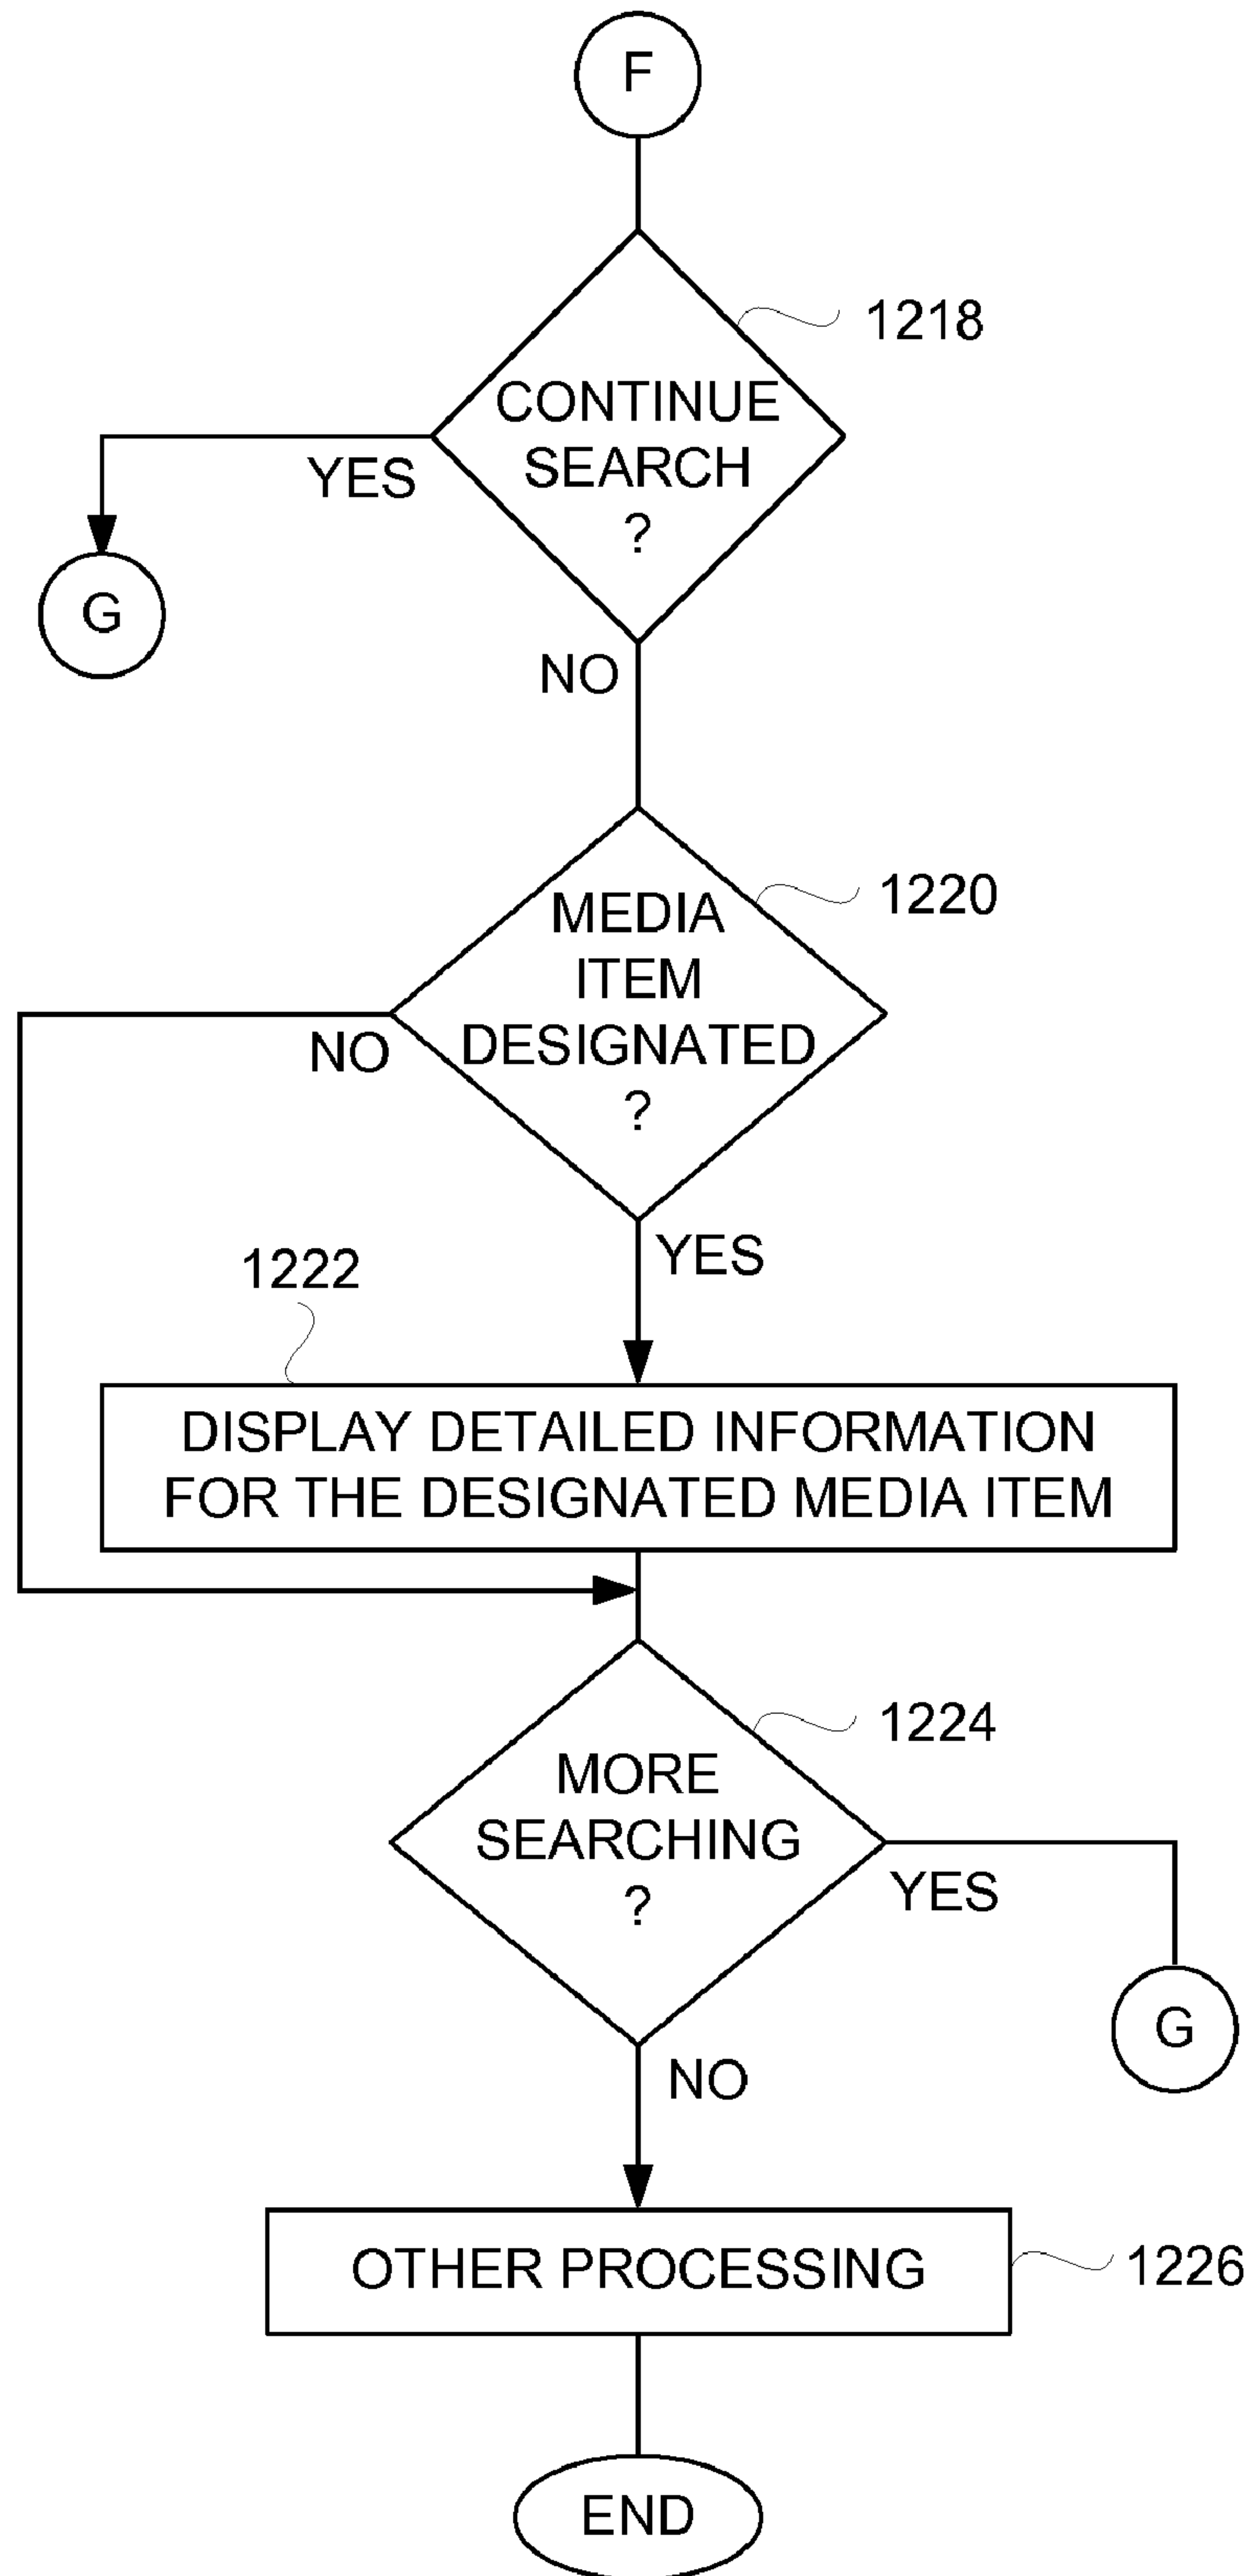 F
1218
CONTINUE
SEARCH
?
YES
G
NO
1220
MEDIA
ITEM
DESIGNATED
?
NO
YES
1222
DISPLAY DETAILED INFORMATION
FOR THE DESIGNATED MEDIA ITEM
1224
MORE
SEARCHING
?
YES
G
NO
OTHER PROCESSING
1226
END